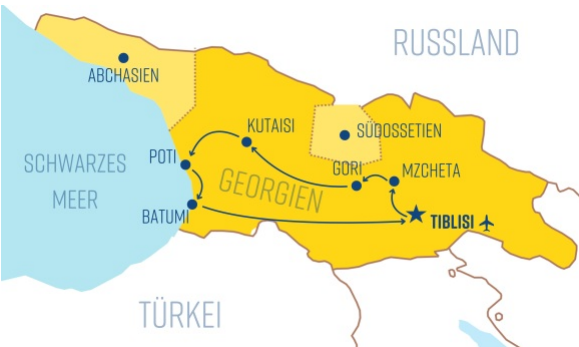 RUSSLAND
ABCHASIEN
KUTAISI
SÜDOSSETIEN
SCHWARZES
MEER
POTI
GORI
MZCHETA
GEORGIEN
BATUMI
TIBLISI
TÜRKEI